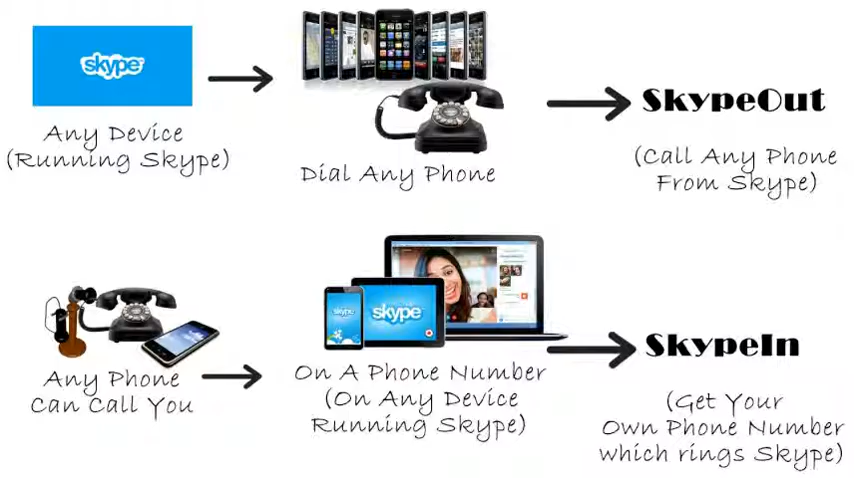 skype
Any Device
(Running Skype)
Dial Any Phone
SkypeOut
(Call Any Phone
From Skype)
Any Phone
Can Call You
skype
skype
On A Phone Number
(On Any Device
Running Skype)
SkypeIn
(Get Your
Own Phone Number
which rings Skype)